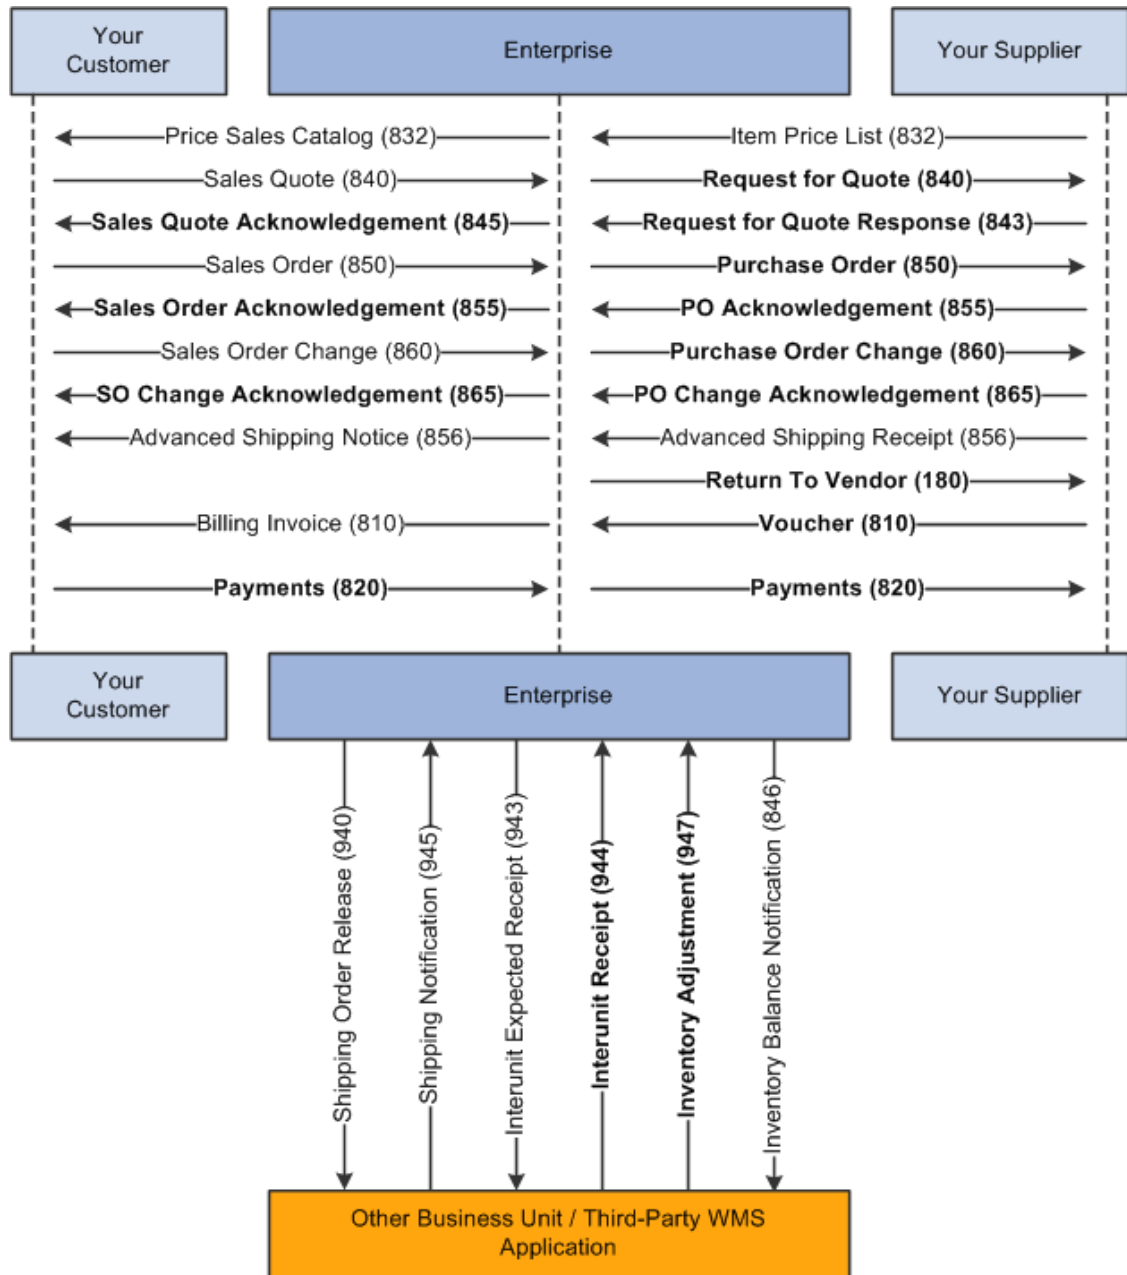 Your
Customer
Enterprise
Your Supplier
Price Sales Catalog (832)
Item Price List (832)
Sales Quote (840)
Request for Quote (840)
Sales Quote Acknowledgement (845)
Request for Quote Response (843)
Sales Order (850)
Purchase Order (850)
Sales Order Acknowledgement (855)
PO Acknowledgement (855)
Sales Order Change (860)
Purchase Order Change (860)
SO Change Acknowledgement (865)
PO Change Acknowledgement (865)
Advanced Shipping Notice (856)
Advanced Shipping Receipt (856)
Return To Vendor (180)
Billing Invoice (810)
Voucher (810)
Payments (820)
Payments (820)
Your
Customer
Enterprise
Your Supplier
Shipping Order Release (940)
Shipping Notification (945)
Interunit Expected Receipt (943)
Interunit Receipt (944)
Inventory Adjustment (947)
Inventory Balance Notification (846)
Other Business Unit / Third-Party WMS
Application